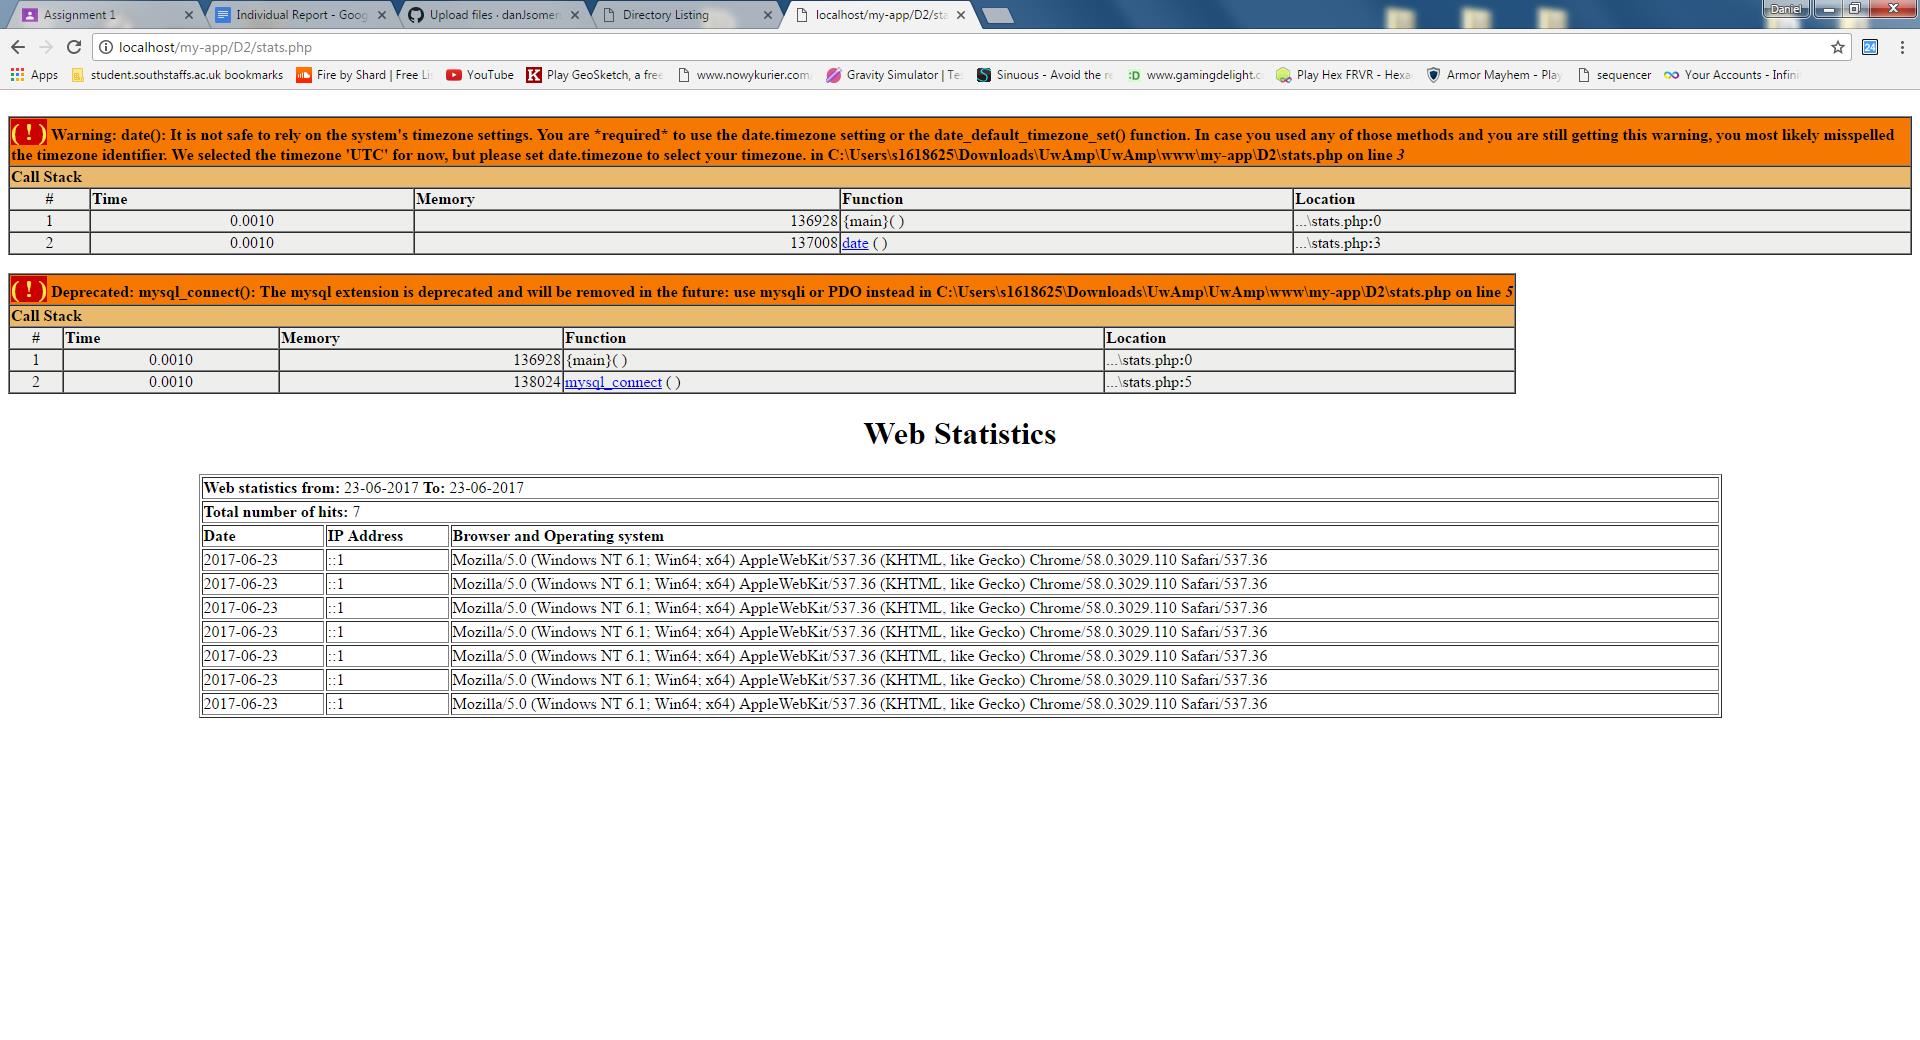 Assignment 1
Individual Report - Goog
Upload files · danJsomer
Directory Listing
localhost/my-app/D2/sta
Daniel
localhost/my-app/D2/stats.php
24
Apps
student.southstaffs.ac.uk bookmarks
Fire by Shard | Free Li
YouTube
Play GeoSketch, a free
www.nowykurier.com
Gravity Simulator | Te
Sinuous - Avoid the re
:D www.gamingdelight.c
Play Hex FRVR - Hexa
Armor Mayhem - Play
sequencer
Your Accounts - Infini
( ! ) Warning: date(): It is not safe to rely on the system's timezone settings. You are *required* to use the date.timezone setting or the date_default_timezone_set() function. In case you used any of those methods and you are still getting this warning, you most likely misspelled
the timezone identifier. We selected the timezone 'UTC' for now, but please set date.timezone to select your timezone. in C:\Users\s1618625\Downloads\UwAmp\UwAmp\www\my-app\D2\stats.php on line 3
Call Stack
# Time Memory Function Location
1 0.0010 136928 {main}( ) ...\stats.php:0
2 0.0010 137008 date ( ) ...\stats.php:3
( ! ) Deprecated: mysql_connect(): The mysql extension is deprecated and will be removed in the future: use mysqli or PDO instead in C:\Users\s1618625\Downloads\UwAmp\UwAmp\www\my-app\D2\stats.php on line 5
Call Stack
# Time Memory Function Location
1 0.0010 136928 {main}( ) ...\stats.php:0
2 0.0010 138024 mysql_connect ( ) ...\stats.php:5
Web Statistics
Web statistics from: 23-06-2017 To: 23-06-2017
Total number of hits: 7
Date IP Address Browser and Operating system
2017-06-23 ::1 Mozilla/5.0 (Windows NT 6.1; Win64; x64) AppleWebKit/537.36 (KHTML, like Gecko) Chrome/58.0.3029.110 Safari/537.36
2017-06-23 ::1 Mozilla/5.0 (Windows NT 6.1; Win64; x64) AppleWebKit/537.36 (KHTML, like Gecko) Chrome/58.0.3029.110 Safari/537.36
2017-06-23 ::1 Mozilla/5.0 (Windows NT 6.1; Win64; x64) AppleWebKit/537.36 (KHTML, like Gecko) Chrome/58.0.3029.110 Safari/537.36
2017-06-23 ::1 Mozilla/5.0 (Windows NT 6.1; Win64; x64) AppleWebKit/537.36 (KHTML, like Gecko) Chrome/58.0.3029.110 Safari/537.36
2017-06-23 ::1 Mozilla/5.0 (Windows NT 6.1; Win64; x64) AppleWebKit/537.36 (KHTML, like Gecko) Chrome/58.0.3029.110 Safari/537.36
2017-06-23 ::1 Mozilla/5.0 (Windows NT 6.1; Win64; x64) AppleWebKit/537.36 (KHTML, like Gecko) Chrome/58.0.3029.110 Safari/537.36
2017-06-23 ::1 Mozilla/5.0 (Windows NT 6.1; Win64; x64) AppleWebKit/537.36 (KHTML, like Gecko) Chrome/58.0.3029.110 Safari/537.36